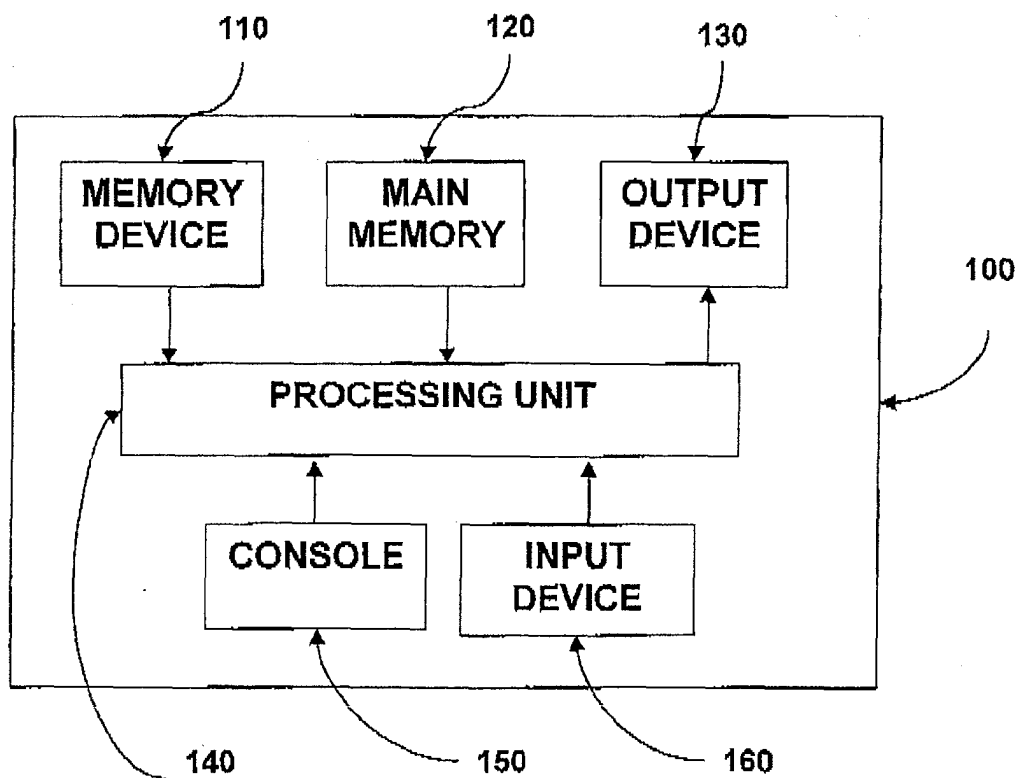 110
120
130
MEMORY
DEVICE
MAIN
MEMORY
OUTPUT
DEVICE
100
PROCESSING UNIT
CONSOLE
INPUT
DEVICE
140
150
160